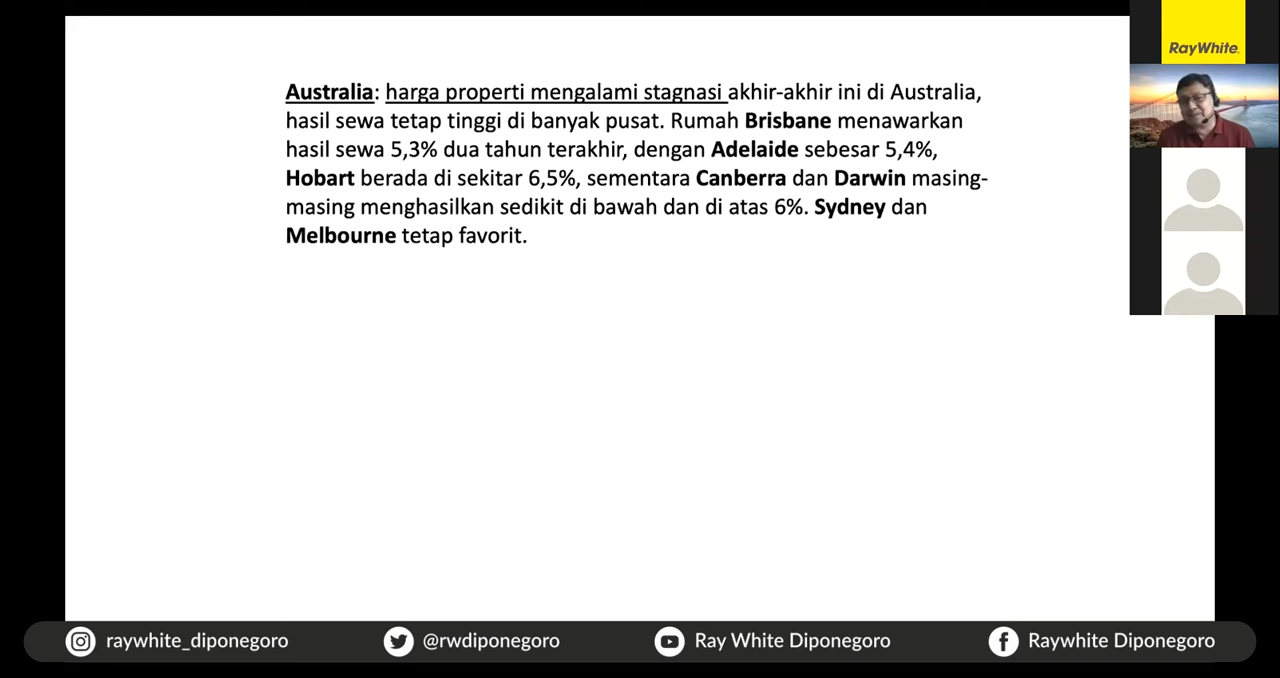 RayWhite.
Australia: harga properti mengalami stagnasi akhir-akhir ini di Australia,
hasil sewa tetap tinggi di banyak pusat. Rumah Brisbane menawarkan
hasil sewa 5,3% dua tahun terakhir, dengan Adelaide sebesar 5,4%,
Hobart berada di sekitar 6,5%, sementara Canberra dan Darwin masing-
masing menghasilkan sedikit di bawah dan di atas 6%. Sydney dan
Melbourne tetap favorit.
raywhite_diponegoro
@rwdiponegoro
Ray White Diponegoro
Raywhite Diponegoro